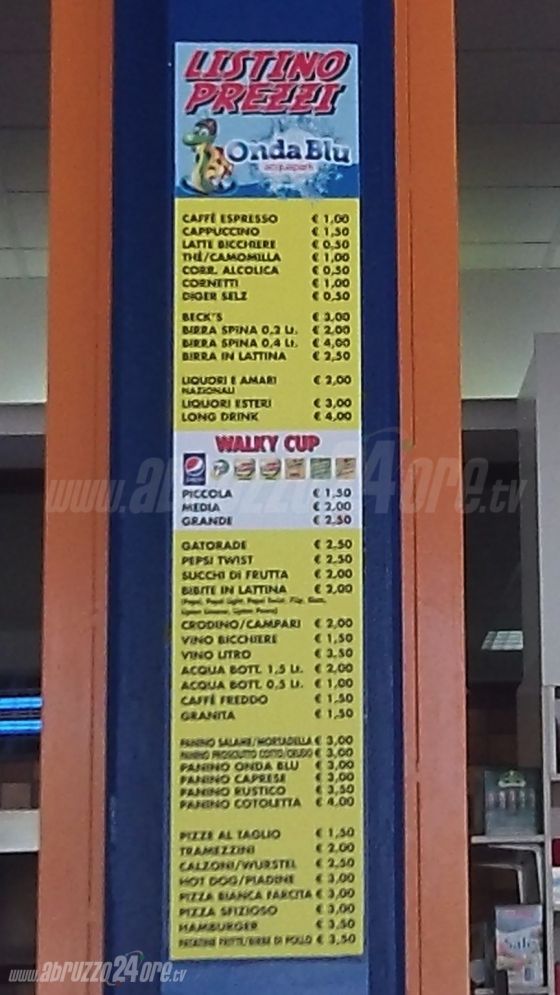 LISTINO
PREZZI
Onda Blu
acquapark
CAFFÈ ESPRESSO € 1,00
CAPPUCCINO € 1,50
LATTE BICCHIERE € 0,50
THÈ/CAMOMILLA € 1,00
CORR. ALCOLICA € 0,50
CORNETTI € 1,00
DIGER SELZ € 0,50
BECK'S € 3,00
BIRRA SPINA 0,2 Lt. € 2,00
BIRRA SPINA 0,4 Lt. € 4,00
BIRRA IN LATTINA € 2,50
LIQUORI E AMARI € 2,00
NAZIONALI
LIQUORI ESTERI € 3,00
LONG DRINK € 4,00
WALKY CUP
www.abruzzo24ore.tv
PICCOLA € 1,50
MEDIA € 2,00
GRANDE € 2,50
GATORADE € 2,50
PEPSI TWIST € 2,50
SUCCHI DI FRUTTA € 2,00
BIBITE IN LATTINA € 2,00
CRODINO/CAMPARI € 2,00
VINO BICCHIERE € 1,50
VINO LITRO € 3,50
ACQUA BOTT. 1,5 Lt. € 2,00
ACQUA BOTT. 0,5 Lt. € 1,00
CAFFÈ FREDDO € 1,50
GRANITA € 1,50
PANINO SALAME/MORTADELLA € 3,00
PANINO PROSCIUTTO COTTO/CRUDO € 3,00
PANINO ONDA BLU € 3,00
PANINO CAPRESE € 3,00
PANINO RUSTICO € 3,50
PANINO COTOLETTA € 4,00
PIZZE AL TAGLIO € 1,50
TRAMEZZINI € 2,00
CALZONI/WURSTEL € 2,50
HOT DOG/PIADINE € 3,00
PIZZA BIANCA FARCITA € 3,00
PIZZA SFIZIOSO € 3,00
HAMBURGER € 3,50
PATATINE FRITTE/BIRBE DI POLLO € 3,50
www.abruzzo24ore.tv